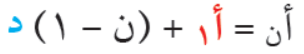 أن = أ١ + (ن − ١) د